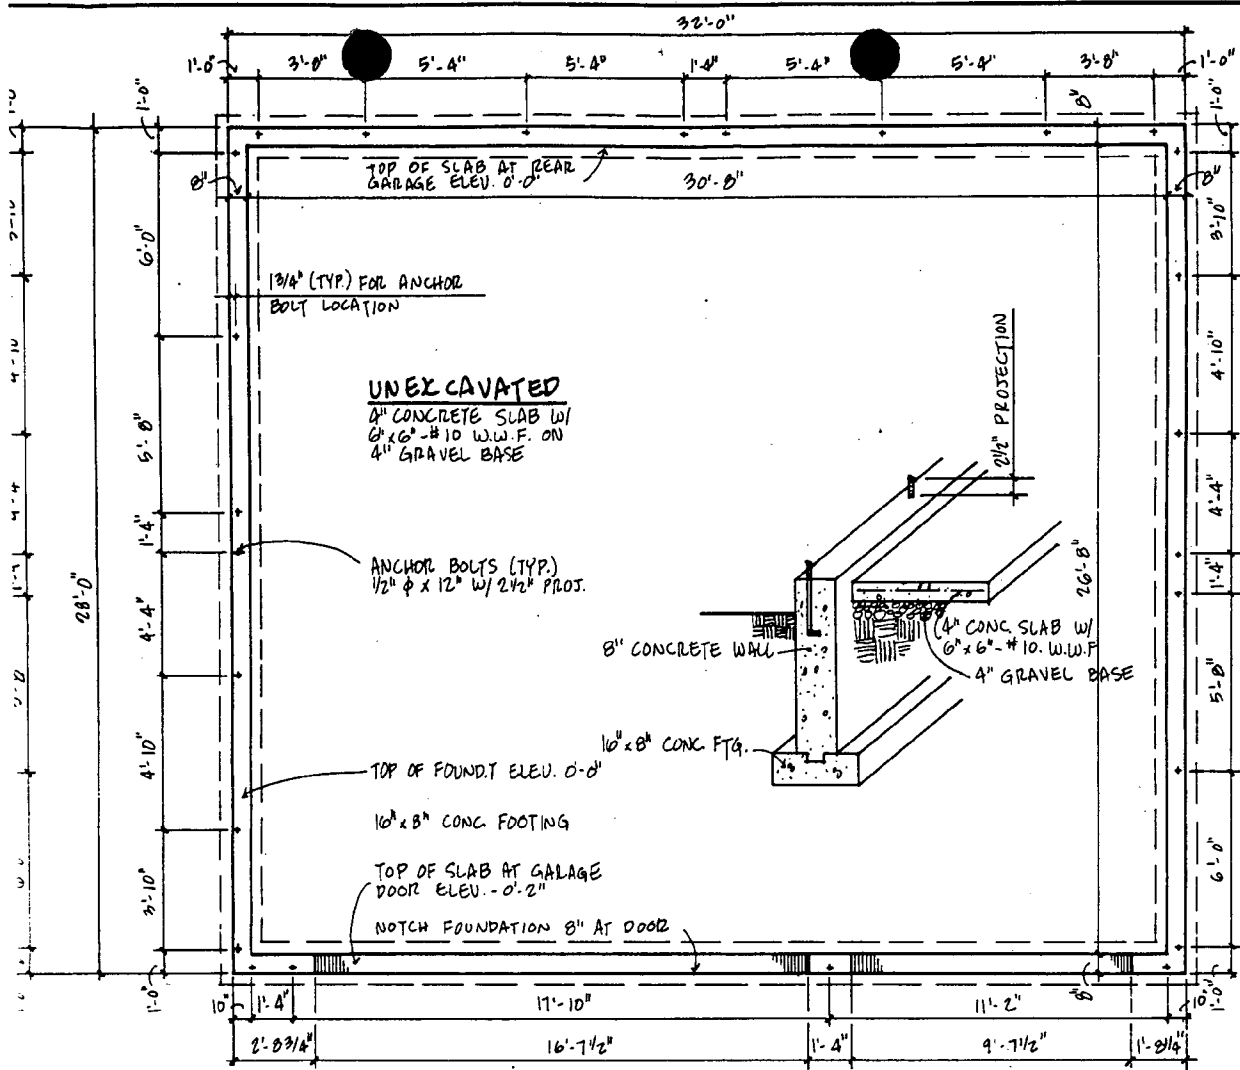 32'-0"
1'-0" 3'-8" 5'-4" 5'-4" 1'-4" 5'-4" 5'-4" 3'-8" 1'-0"
1'-0"
1'-0"
8"
1'-0"
TOP OF SLAB AT REAR
GARAGE ELEV. 0'-0"
8"
30'-8"
8"
3'-10"
6'-0"
1 3/4" (TYP.) FOR ANCHOR
BOLT LOCATION
2 1/2" PROJECTION
4'-10"
4'-10"
UNEXCAVATED
4" CONCRETE SLAB W/
6"x6"-#10 W.W.F. ON
4" GRAVEL BASE
5'-8"
4'-4"
4'-4"
1'-4"
ANCHOR BOLTS (TYP.)
1/2" φ x 12" W/ 2 1/2" PROJ.
28'-0"
26'-8"
1'-4"
4'-4"
8" CONCRETE WALL
4" CONC. SLAB W/
6"x6"-#10. W.W.F
4" GRAVEL BASE
5'-8"
16"x8" CONC. FTG.
4'-10"
TOP OF FOUND.T ELEV. 0'-0"
16"x8" CONC. FOOTING
6'-0"
TOP OF SLAB AT GARAGE
DOOR ELEV. -0'-2"
3'-10"
NOTCH FOUNDATION 8" AT DOOR
1'-0"
8"
1'-0"
10" 1'-4" 17'-10" 11'-2" 10"
2'-8 3/4" 16'-7 1/2" 1'-4" 9'-7 1/2" 1'-8 1/4"